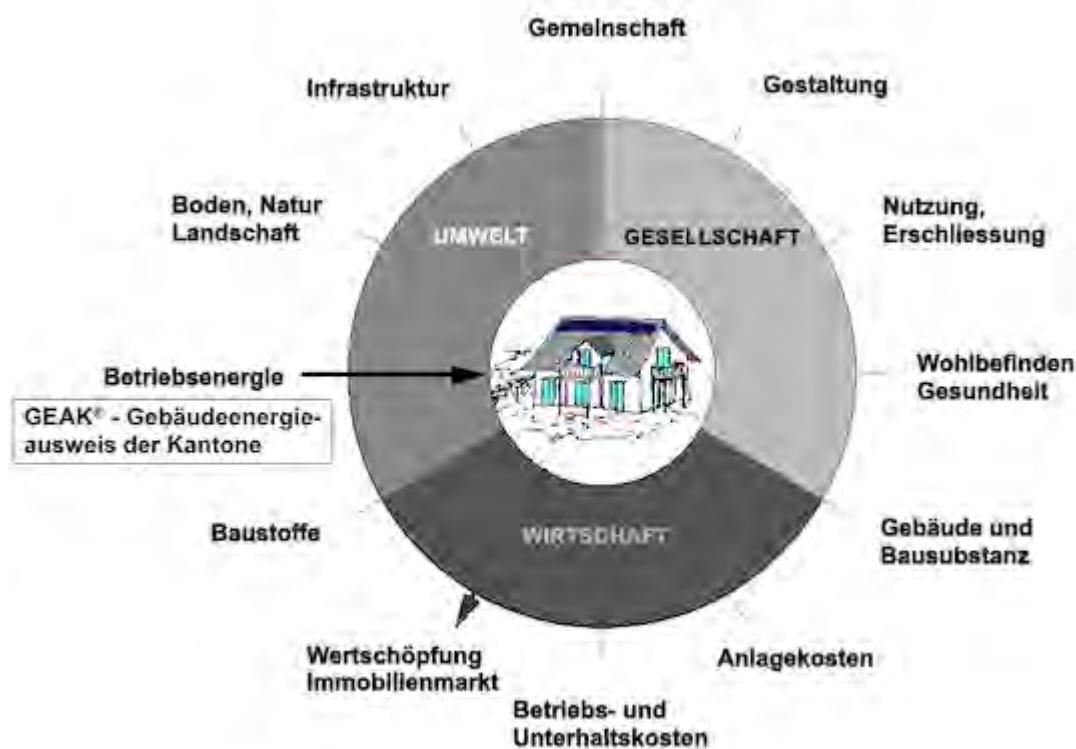 Gemeinschaft
Infrastruktur
Gestaltung
Boden, Natur
Landschaft
UMWELT
GESELLSCHAFT
Nutzung,
Erschliessung
Betriebsenergie
GEAK® - Gebäudeenergie-
ausweis der Kantone
Wohlbefinden
Gesundheit
Baustoffe
WIRTSCHAFT
Gebäude und
Bausubstanz
Wertschöpfung
Immobilienmarkt
Anlagekosten
Betriebs- und
Unterhaltskosten